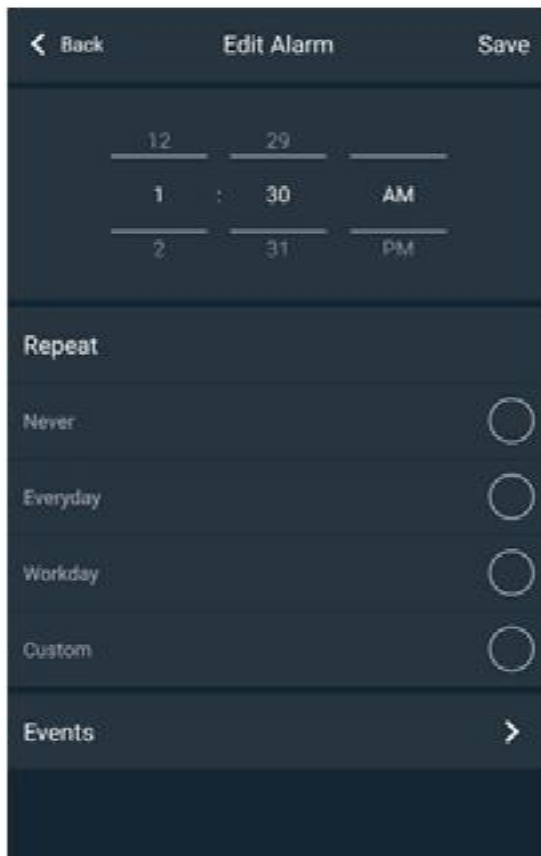 Back Edit Alarm Save
12 29
1 : 30 AM
2 31 PM
Repeat
Never
Everyday
Workday
Custom
Events